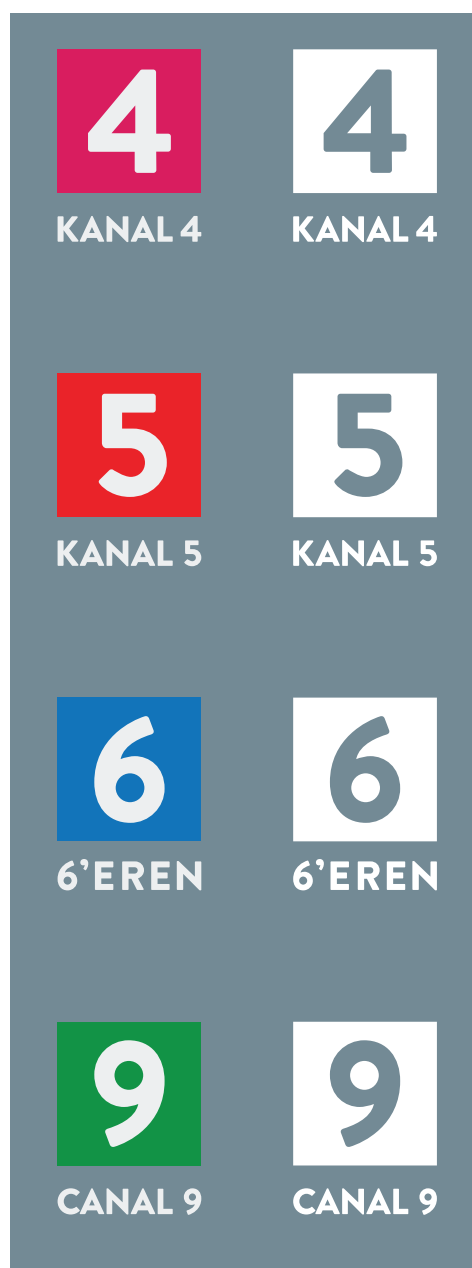 4 4
KANAL 4 KANAL 4
5 5
KANAL 5 KANAL 5
6 6
6’EREN 6’EREN
9 9
CANAL 9 CANAL 9